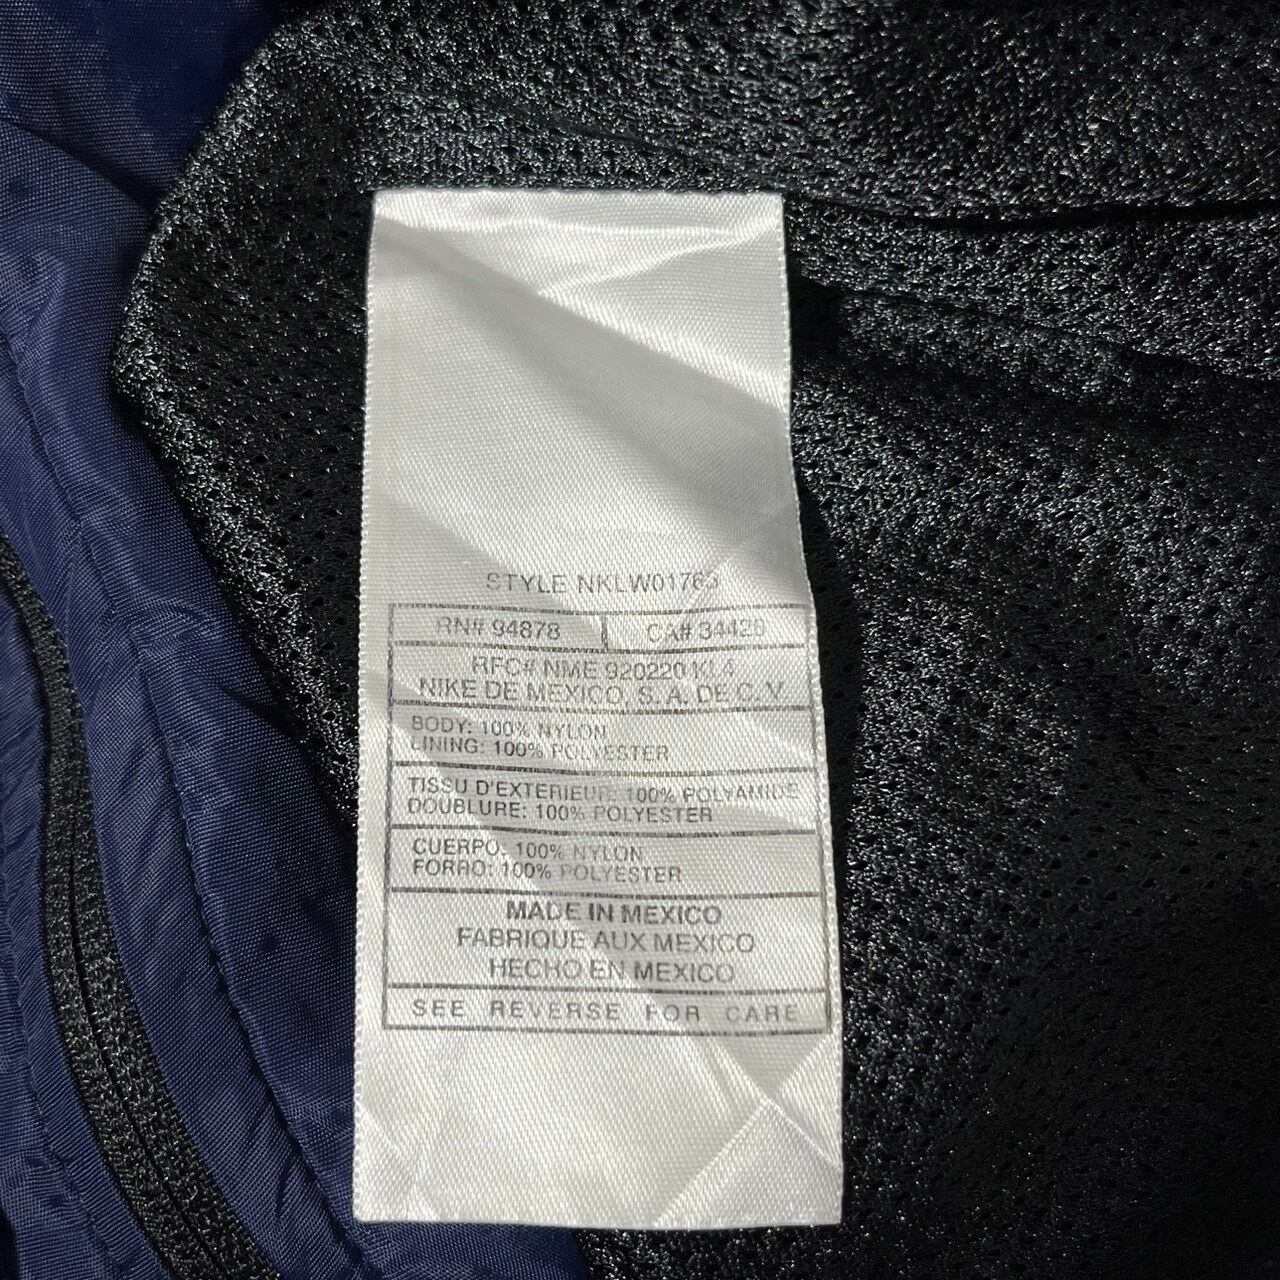 STYLE NKLW01765
RN# 94878 CA# 34428
RFC# NME 920220 KL4
NIKE DE MEXICO, S. A. DE C. V.
BODY: 100% NYLON
LINING: 100% POLYESTER
TISSU D'EXTERIEUR: 100% POLYAMIDE
DOUBLURE: 100% POLYESTER
CUERPO: 100% NYLON
FORRO: 100% POLYESTER
MADE IN MEXICO
FABRIQUE AUX MEXICO
HECHO EN MEXICO
SEE REVERSE FOR CARE